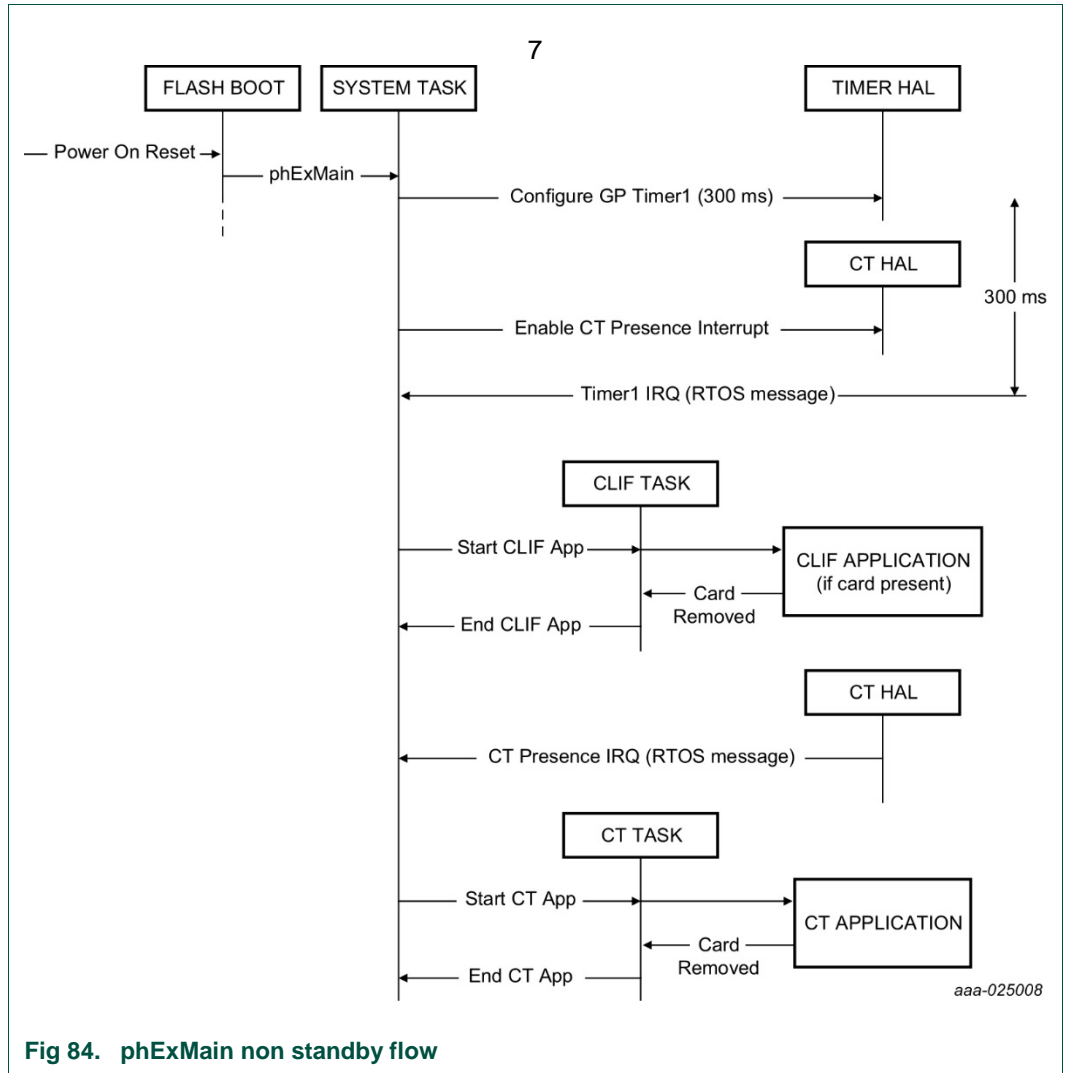 7
FLASH BOOT
SYSTEM TASK
TIMER HAL
Power On Reset
phExMain
Configure GP Timer1 (300 ms)
CT HAL
300 ms
Enable CT Presence Interrupt
Timer1 IRQ (RTOS message)
CLIF TASK
Start CLIF App
CLIF APPLICATION
(if card present)
Card
Removed
End CLIF App
CT HAL
CT Presence IRQ (RTOS message)
CT TASK
Start CT App
CT APPLICATION
Card
Removed
End CT App
aaa-025008
Fig 84. phExMain non standby flow